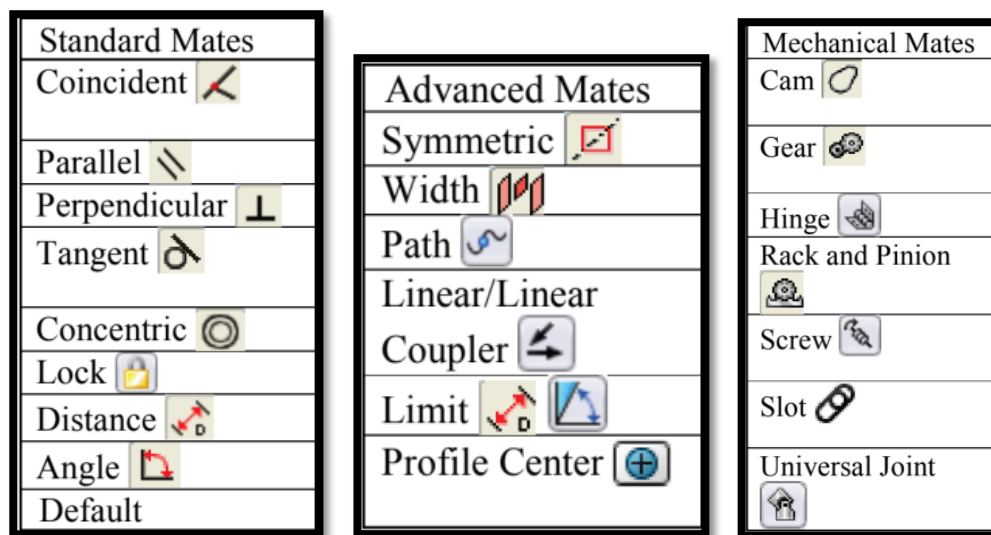 Standard Mates
Coincident
Parallel
Perpendicular
Tangent
Concentric
Lock
Distance
D
Angle
Default
Advanced Mates
Symmetric
Width
Path
Linear/Linear
Coupler
Limit
D
Profile Center
Mechanical Mates
Cam
Gear
Hinge
Rack and Pinion
Screw
Slot
Universal Joint